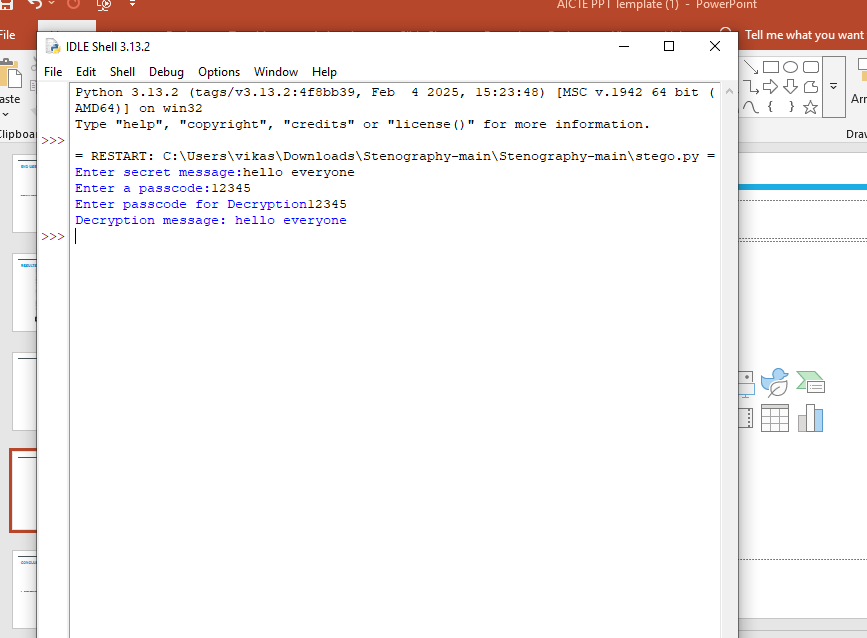 AICTE PPT Template (1) - PowerPoint
File
Tell me what you want
IDLE Shell 3.13.2
File Edit Shell Debug Options Window Help
Python 3.13.2 (tags/v3.13.2:4f8bb39, Feb  4 2025, 15:23:48) [MSC v.1942 64 bit (
AMD64)] on win32
Type "help", "copyright", "credits" or "license()" for more information.
>>>
= RESTART: C:\Users\vikas\Downloads\Stenography-main\Stenography-main\stego.py =
Enter secret message:hello everyone
Enter a passcode:12345
Enter passcode for Decryption12345
Decryption message: hello everyone
>>>
aste
Clipboa
Arr
Draw